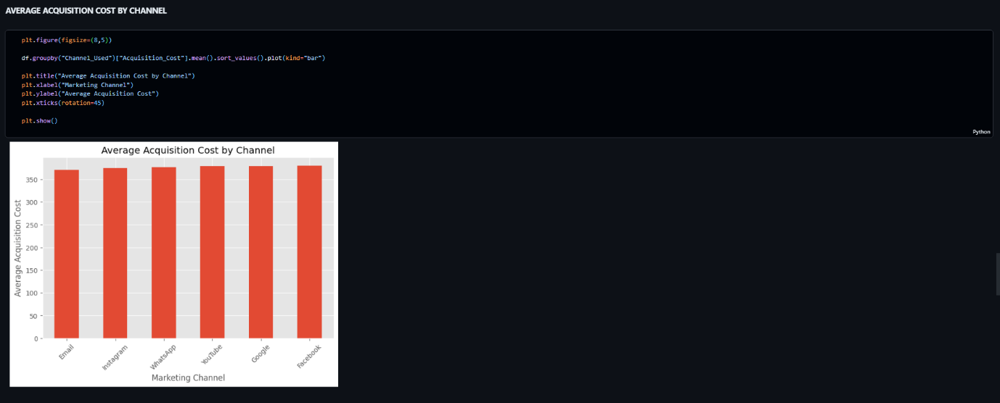 AVERAGE ACQUISITION COST BY CHANNEL
plt.figure(figsize=(8,5))
df.groupby("Channel_Used")["Acquisition_Cost"].mean().sort_values().plot(kind="bar")
plt.title("Average Acquisition Cost by Channel")
plt.xlabel("Marketing Channel")
plt.ylabel("Average Acquisition Cost")
plt.xticks(rotation=45)
plt.show()
Python
Average Acquisition Cost by Channel
Average Acquisition Cost
350
300
250
200
150
100
50
0
Email
Instagram
WhatsApp
YouTube
Google
Facebook
Marketing Channel